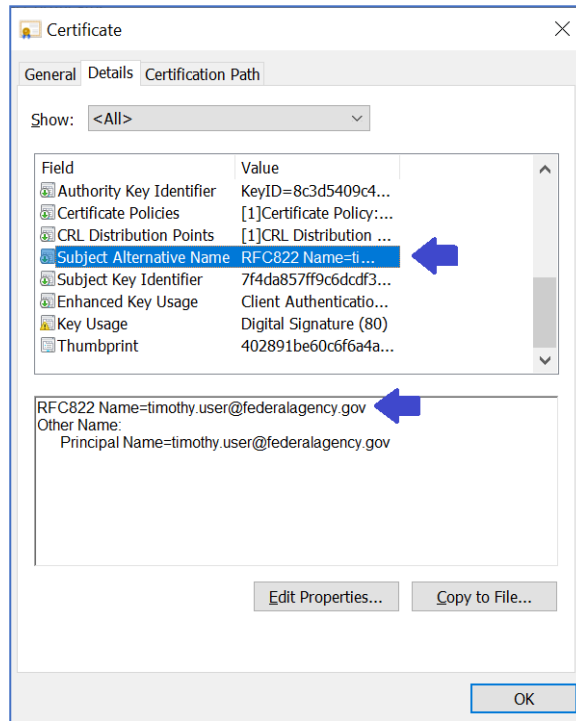 Certificate
General Details Certification Path
Show: <All>
Field Value
Authority Key Identifier KeyID=8c3d5409c4...
Certificate Policies [1]Certificate Policy:...
CRL Distribution Points [1]CRL Distribution ...
Subject Alternative Name RFC822 Name=ti...
Subject Key Identifier 7f4da857ff9c6dcdf3...
Enhanced Key Usage Client Authenticatio...
Key Usage Digital Signature (80)
Thumbprint 402891be60c6f6a4a...
RFC822 Name=timothy.user@federalagency.gov
Other Name:
Principal Name=timothy.user@federalagency.gov
Edit Properties... Copy to File...
OK